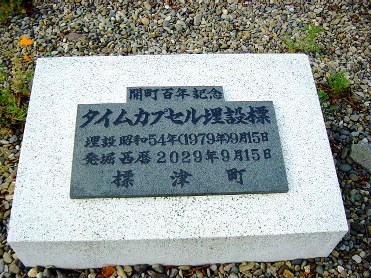 開町百年記念
タイムカプセル埋設標
埋設 昭和54年(1979年)9月15日
発掘 西暦2029年9月15日
標津町